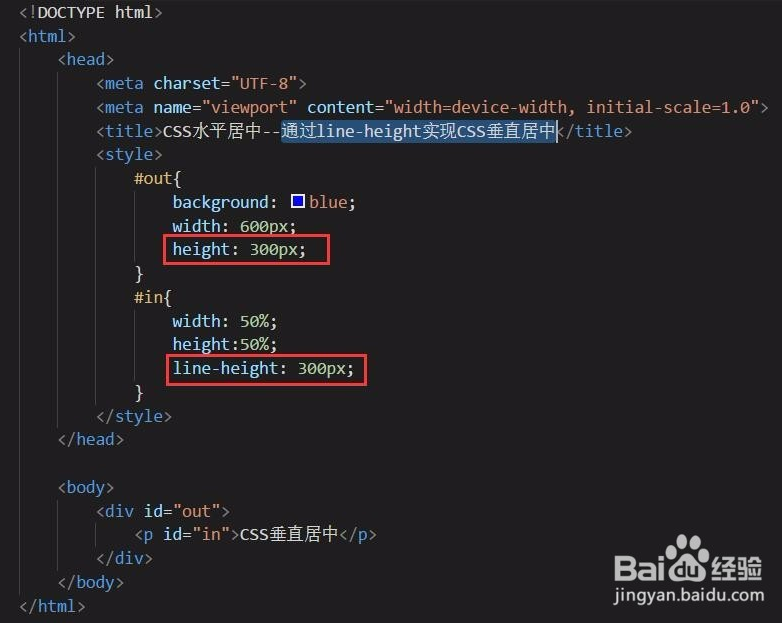 <!DOCTYPE html>
<html>
<head>
<meta charset="UTF-8">
<meta name="viewport" content="width=device-width, initial-scale=1.0">
<title>CSS水平居中--通过line-height实现CSS垂直居中</title>
<style>
#out{
background: blue;
width: 600px;
height: 300px;
}
#in{
width: 50%;
height:50%;
line-height: 300px;
}
</style>
</head>
<body>
<div id="out">
<p id="in">CSS垂直居中</p>
</div>
</body>
</html>
Baidu经验
jingyan.baidu.com